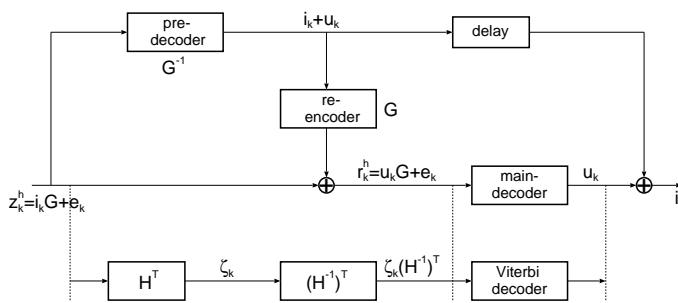 pre-
decoder
G⁻¹
iₖ+uₖ
delay
re-
encoder
G
zₖʰ=iₖG+eₖ
rₖʰ=uₖG+eₖ
main-
decoder
uₖ
i
Hᵀ
ζₖ
(H⁻¹)ᵀ
ζₖ(H⁻¹)ᵀ
Viterbi
decoder